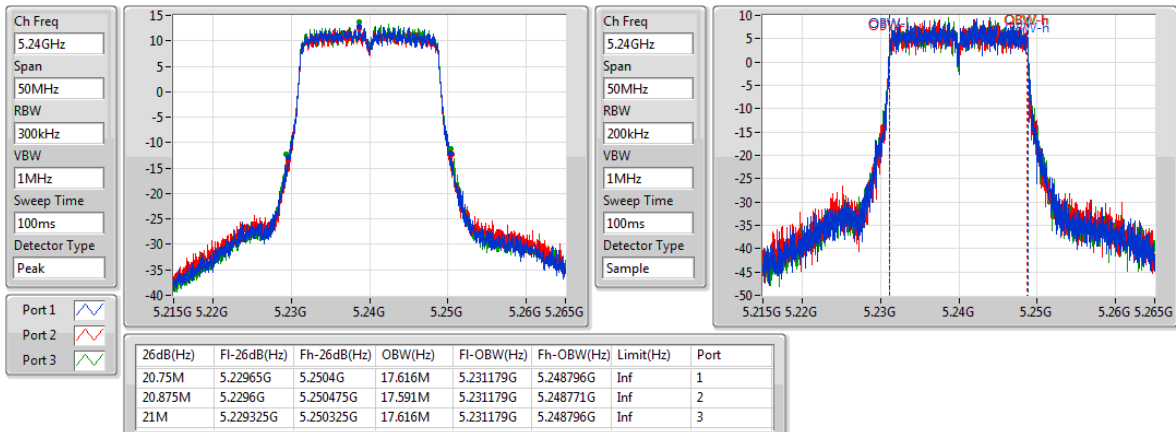 Ch Freq
5.24GHz
Span
50MHz
RBW
300kHz
VBW
1MHz
Sweep Time
100ms
Detector Type
Peak
Port 1
Port 2
Port 3
15
10
5
0
-5
-10
-15
-20
-25
-30
-35
-40
5.215G 5.22G 5.23G 5.24G 5.25G 5.26G 5.265G
Ch Freq
5.24GHz
Span
50MHz
RBW
200kHz
VBW
1MHz
Sweep Time
100ms
Detector Type
Sample
10
5
0
-5
-10
-15
-20
-25
-30
-35
-40
-45
-50
OBW-h
OBW-h
5.215G 5.22G 5.23G 5.24G 5.25G 5.26G 5.265G
26dB(Hz) Fl-26dB(Hz) Fh-26dB(Hz) OBW(Hz) Fl-OBW(Hz) Fh-OBW(Hz) Limit(Hz) Port
20.75M 5.22965G 5.2504G 17.616M 5.231179G 5.248796G Inf 1
20.875M 5.2296G 5.250475G 17.591M 5.231179G 5.248771G Inf 2
21M 5.229325G 5.250325G 17.616M 5.231179G 5.248796G Inf 3